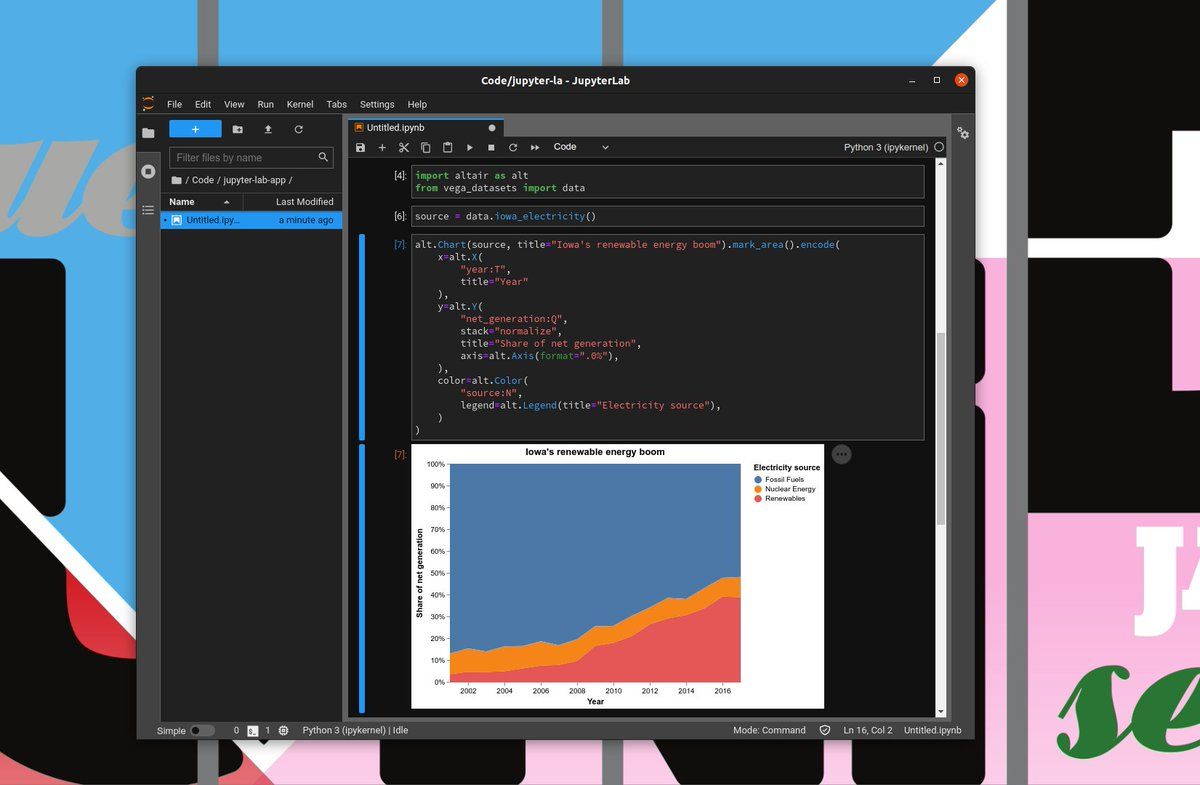 Code/jupyter-la - JupyterLab
File Edit View Run Kernel Tabs Settings Help
+
Filter files by name
/ Code / jupyter-lab-app /
Name Last Modified
Untitled.ipy... a minute ago
Untitled.ipynb
Code
Python 3 (ipykernel)
[4]:
import altair as alt
from vega_datasets import data
[6]:
source = data.iowa_electricity()
[7]:
alt.Chart(source, title="Iowa's renewable energy boom").mark_area().encode(
x=alt.X(
"year:T",
title="Year"
),
y=alt.Y(
"net_generation:Q",
stack="normalize",
title="Share of net generation",
axis=alt.Axis(format=".0%"),
),
color=alt.Color(
"source:N",
legend=alt.Legend(title="Electricity source"),
)
)
[7]:
Iowa's renewable energy boom
100%
90%
80%
70%
60%
50%
40%
30%
20%
10%
0%
Share of net generation
2002 2004 2006 2008 2010 2012 2014 2016
Year
Electricity source
Fossil Fuels
Nuclear Energy
Renewables
Simple 0 1 Python 3 (ipykernel) | Idle
Mode: Command Ln 16, Col 2 Untitled.ipynb